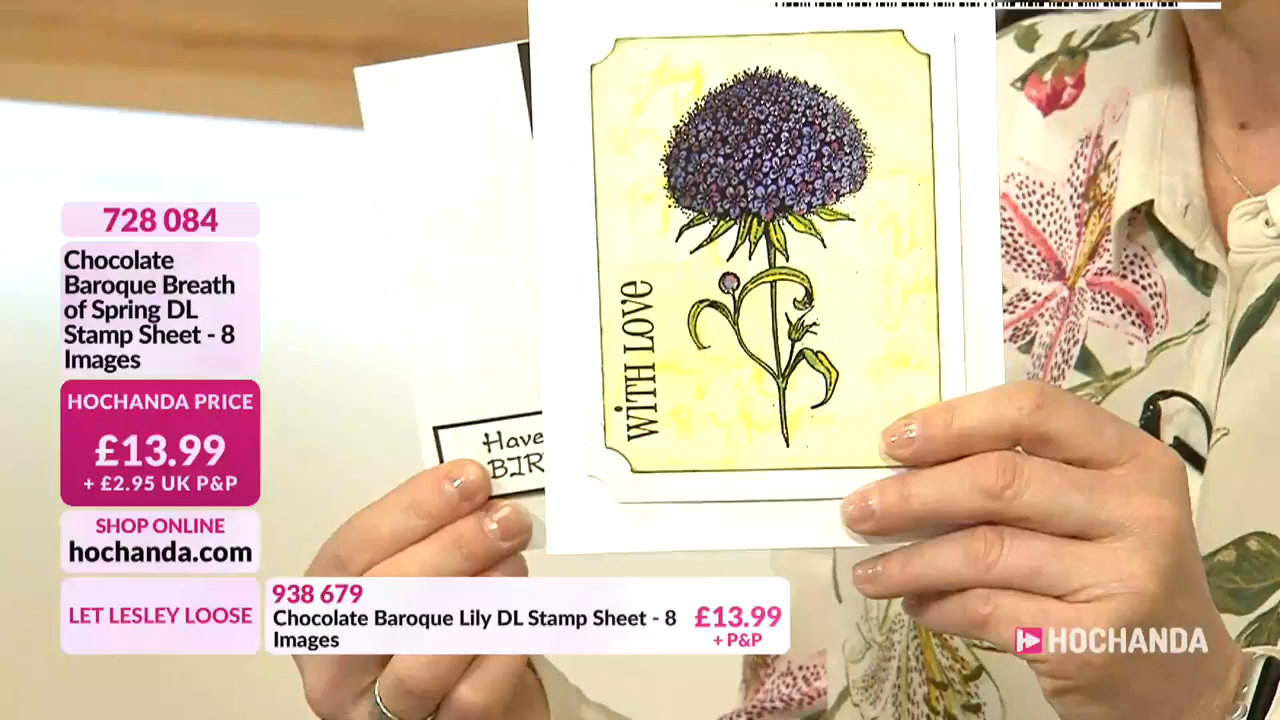 728 084
Chocolate
Baroque Breath
of Spring DL
Stamp Sheet - 8
Images
HOCHANDA PRICE
£13.99
+ £2.95 UK P&P
SHOP ONLINE
hochanda.com
LET LESLEY LOOSE
938 679
Chocolate Baroque Lily DL Stamp Sheet - 8
Images
£13.99
+ P&P
WiTH LOVE
Have
BIR
HOCHANDA